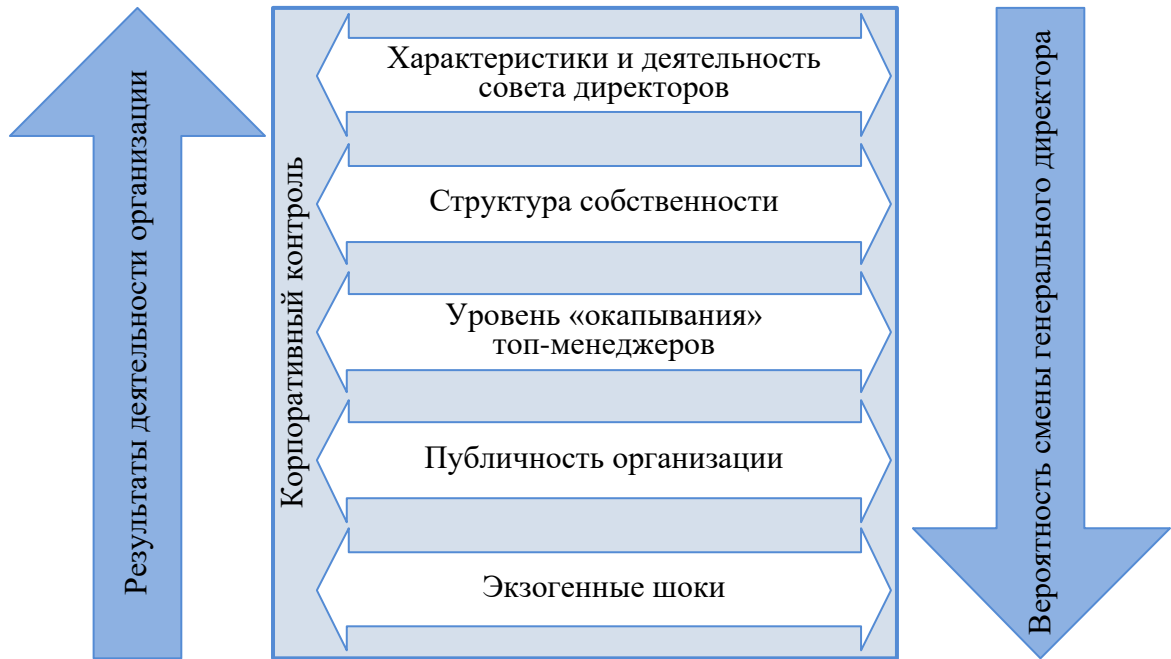 Результаты деятельности организации
Корпоративный контроль
Характеристики и деятельность
совета директоров
Структура собственности
Уровень «окапывания»
топ-менеджеров
Публичность организации
Экзогенные шоки
Вероятность смены генерального директора